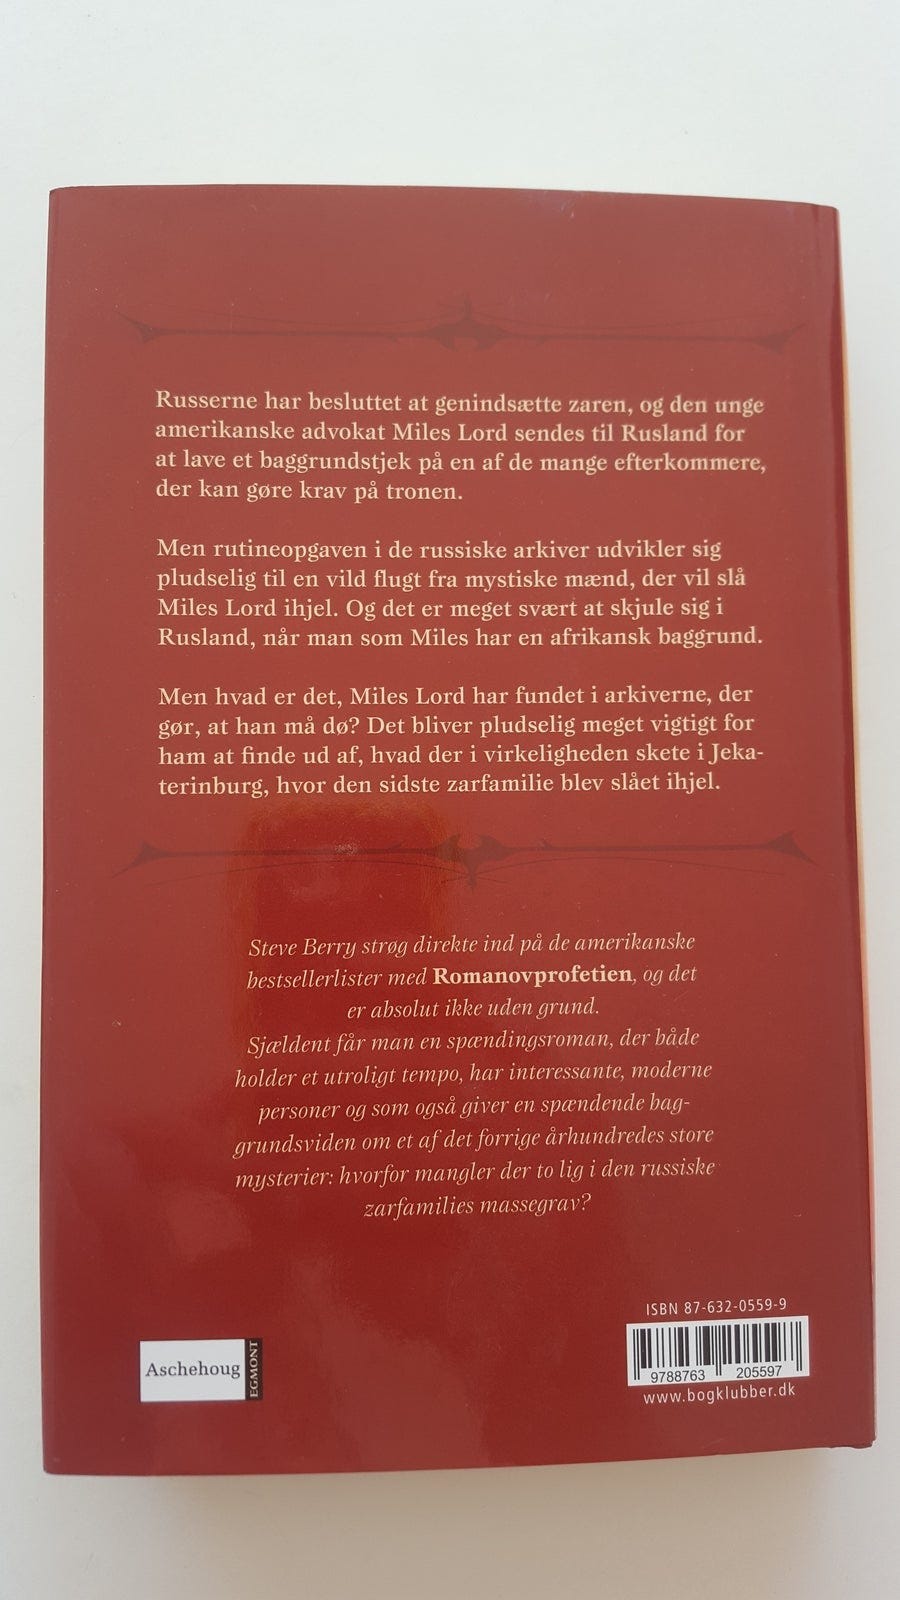 Russerne har besluttet at genindsætte zaren, og den unge
amerikanske advokat Miles Lord sendes til Rusland for
at lave et baggrundstjek på en af de mange efterkommere,
der kan gøre krav på tronen.
Men rutineopgaven i de russiske arkiver udvikler sig
pludselig til en vild flugt fra mystiske mænd, der vil slå
Miles Lord ihjel. Og det er meget svært at skjule sig i
Rusland, når man som Miles har en afrikansk baggrund.
Men hvad er det, Miles Lord har fundet i arkiverne, der
gør, at han må dø? Det bliver pludselig meget vigtigt for
ham at finde ud af, hvad der i virkeligheden skete i Jeka-
terinburg, hvor den sidste zarfamilie blev slået ihjel.
Steve Berry strøg direkte ind på de amerikanske
bestsellerlister med Romanovprofetien, og det
er absolut ikke uden grund.
Sjældent får man en spændingsroman, der både
holder et utroligt tempo, har interessante, moderne
personer og som også giver en spændende bag-
grundsviden om et af det forrige århundredes store
mysterier: hvorfor mangler der to lig i den russiske
zarfamilies massegrav?
ISBN 87-632-0559-9
9788763 205597
www.bogklubber.dk
Aschehoug
EGMONT